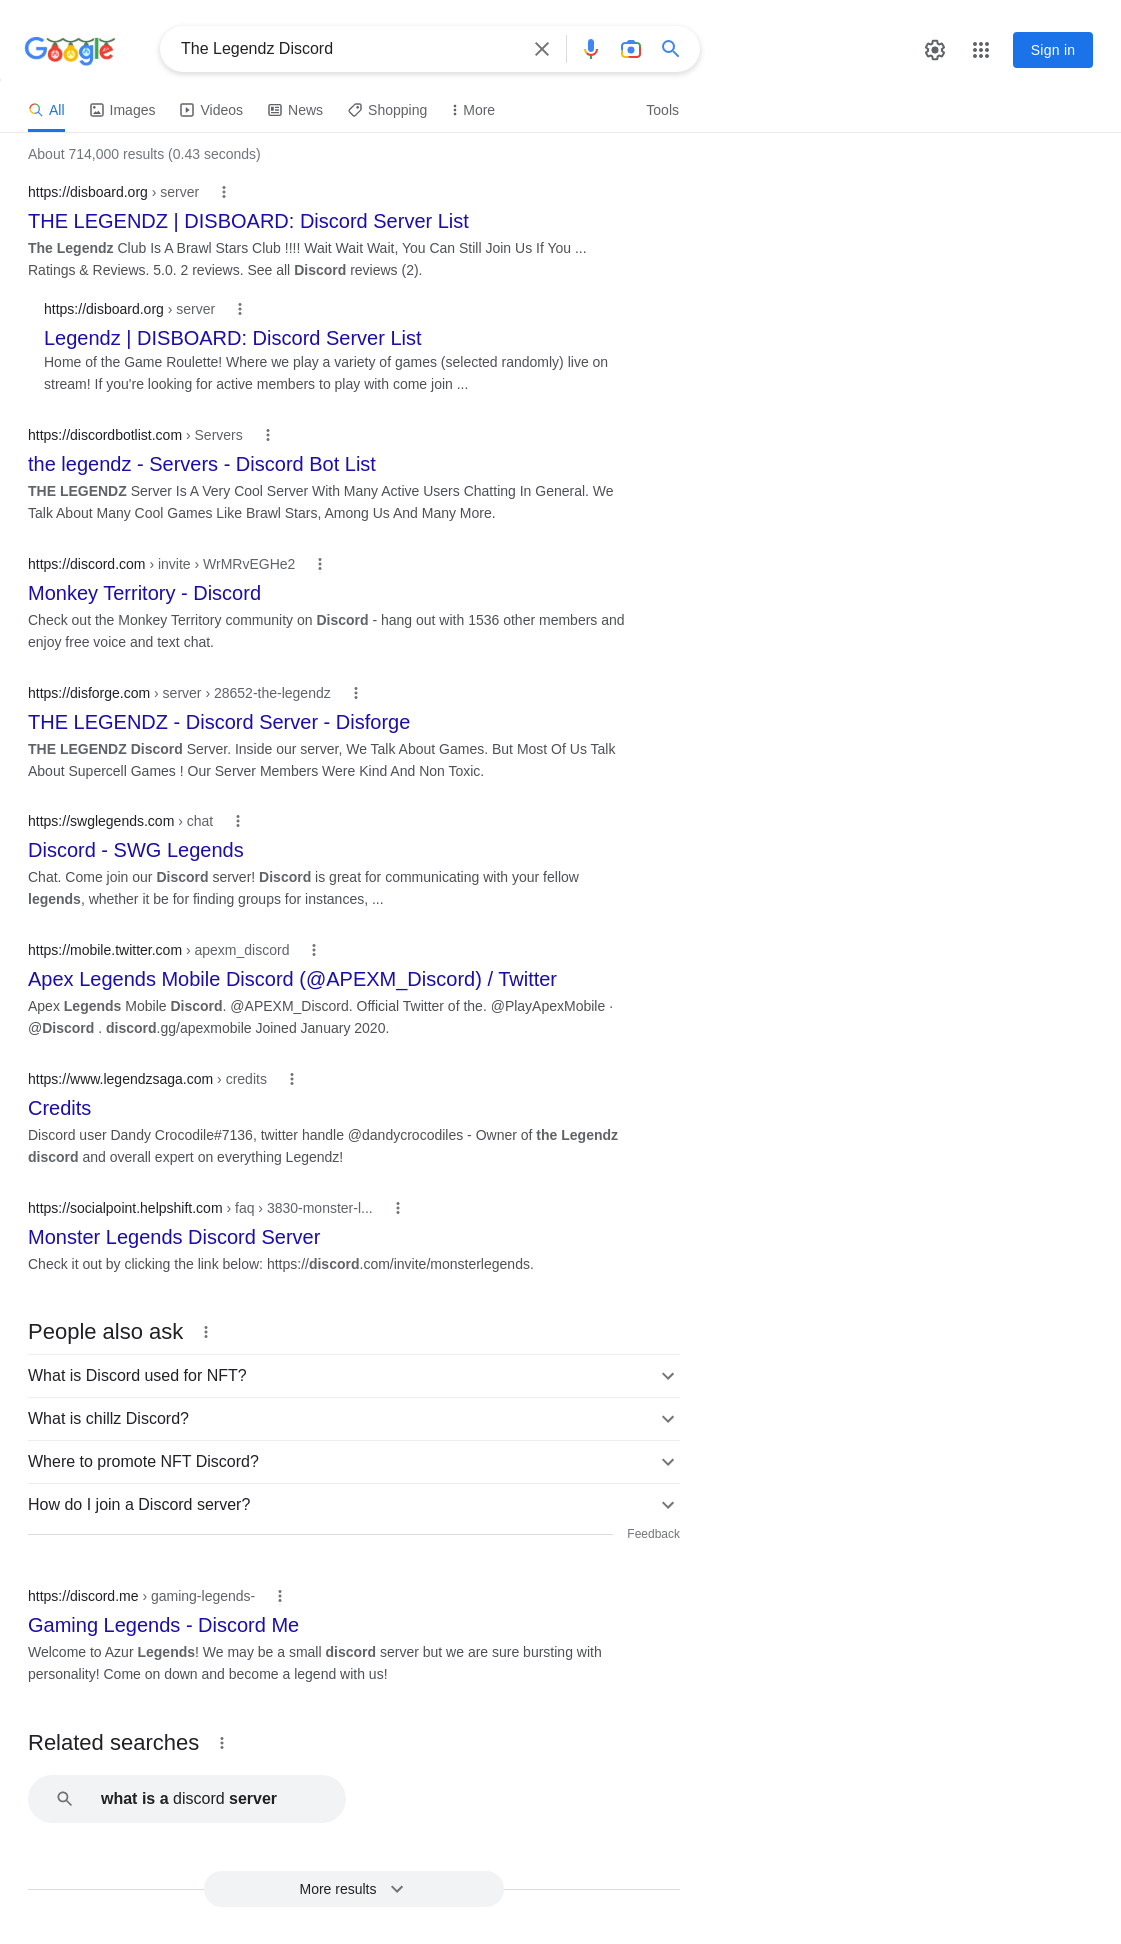 Google
The Legendz Discord
Sign in
All Images Videos News Shopping More Tools
About 714,000 results (0.43 seconds)
https://disboard.org › server
THE LEGENDZ | DISBOARD: Discord Server List
The Legendz Club Is A Brawl Stars Club !!!! Wait Wait Wait, You Can Still Join Us If You ...
Ratings & Reviews. 5.0. 2 reviews. See all Discord reviews (2).
https://disboard.org › server
Legendz | DISBOARD: Discord Server List
Home of the Game Roulette! Where we play a variety of games (selected randomly) live on
stream! If you're looking for active members to play with come join ...
https://discordbotlist.com › Servers
the legendz - Servers - Discord Bot List
THE LEGENDZ Server Is A Very Cool Server With Many Active Users Chatting In General. We
Talk About Many Cool Games Like Brawl Stars, Among Us And Many More.
https://discord.com › invite › WrMRvEGHe2
Monkey Territory - Discord
Check out the Monkey Territory community on Discord - hang out with 1536 other members and
enjoy free voice and text chat.
https://disforge.com › server › 28652-the-legendz
THE LEGENDZ - Discord Server - Disforge
THE LEGENDZ Discord Server. Inside our server, We Talk About Games. But Most Of Us Talk
About Supercell Games ! Our Server Members Were Kind And Non Toxic.
https://swglegends.com › chat
Discord - SWG Legends
Chat. Come join our Discord server! Discord is great for communicating with your fellow
legends, whether it be for finding groups for instances, ...
https://mobile.twitter.com › apexm_discord
Apex Legends Mobile Discord (@APEXM_Discord) / Twitter
Apex Legends Mobile Discord. @APEXM_Discord. Official Twitter of the. @PlayApexMobile ·
@Discord . discord.gg/apexmobile Joined January 2020.
https://www.legendzsaga.com › credits
Credits
Discord user Dandy Crocodile#7136, twitter handle @dandycrocodiles - Owner of the Legendz
discord and overall expert on everything Legendz!
https://socialpoint.helpshift.com › faq › 3830-monster-l...
Monster Legends Discord Server
Check it out by clicking the link below: https://discord.com/invite/monsterlegends.
People also ask
What is Discord used for NFT?
What is chillz Discord?
Where to promote NFT Discord?
How do I join a Discord server?
Feedback
https://discord.me › gaming-legends-
Gaming Legends - Discord Me
Welcome to Azur Legends! We may be a small discord server but we are sure bursting with
personality! Come on down and become a legend with us!
Related searches
what is a discord server
More results